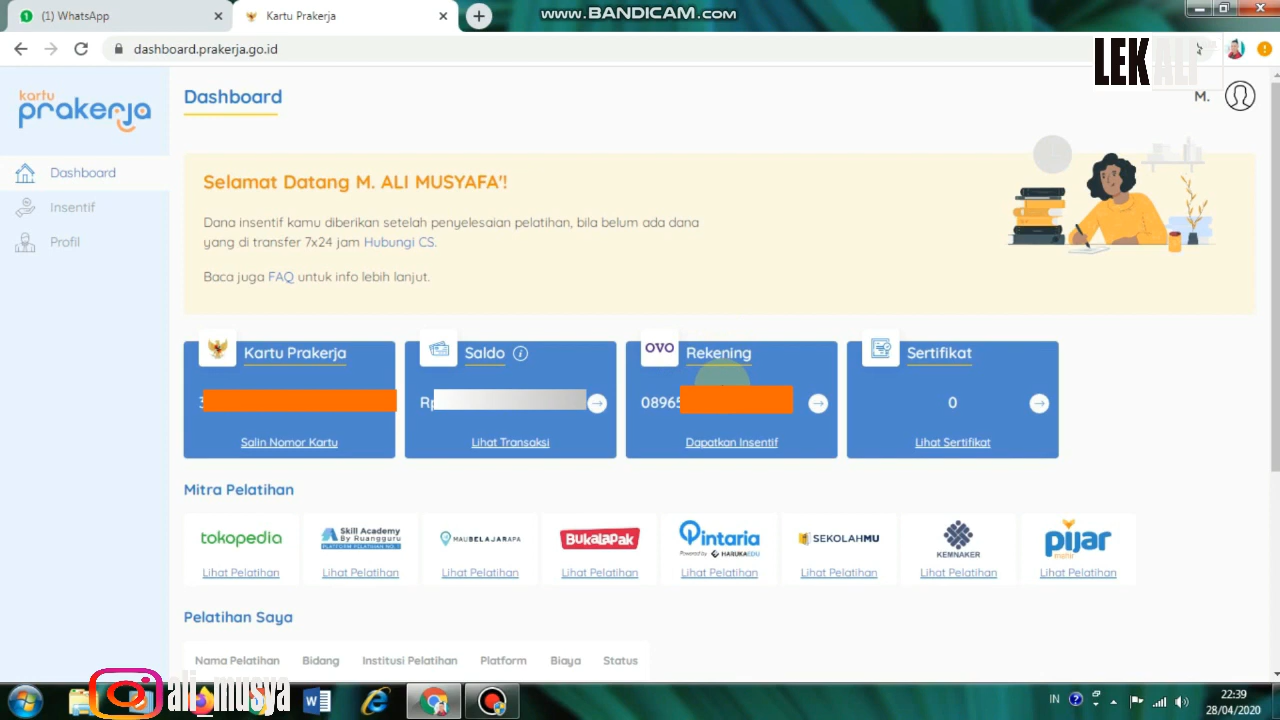 (1) WhatsApp
Kartu Prakerja
www.BANDICAM.com
dashboard.prakerja.go.id
LEK ALI
kartu
prakerja
Dashboard
M.
Dashboard
Insentif
Profil
Selamat Datang M. ALI MUSYAFA'!
Dana insentif kamu diberikan setelah penyelesaian pelatihan, bila belum ada dana
yang di transfer 7x24 jam Hubungi CS.
Baca juga FAQ untuk info lebih lanjut.
Kartu Prakerja
Saldo
OVO Rekening
Sertifikat
Rp
08965
0
Salin Nomor Kartu
Lihat Transaksi
Dapatkan Insentif
Lihat Sertifikat
Mitra Pelatihan
tokopedia
Skill Academy
By Ruangguru
PLATFORM PELATIHAN NO. 1
MAUBELAJARAPA
BukaLapak
Pintaria
Powered by HARUKAEDU
SEKOLAHMU
KEMNAKER
pijar
mahir
Lihat Pelatihan
Lihat Pelatihan
Lihat Pelatihan
Lihat Pelatihan
Lihat Pelatihan
Lihat Pelatihan
Lihat Pelatihan
Lihat Pelatihan
Pelatihan Saya
Nama Pelatihan Bidang Institusi Pelatihan Platform Biaya Status
ali_musya
IN
22:39
28/04/2020